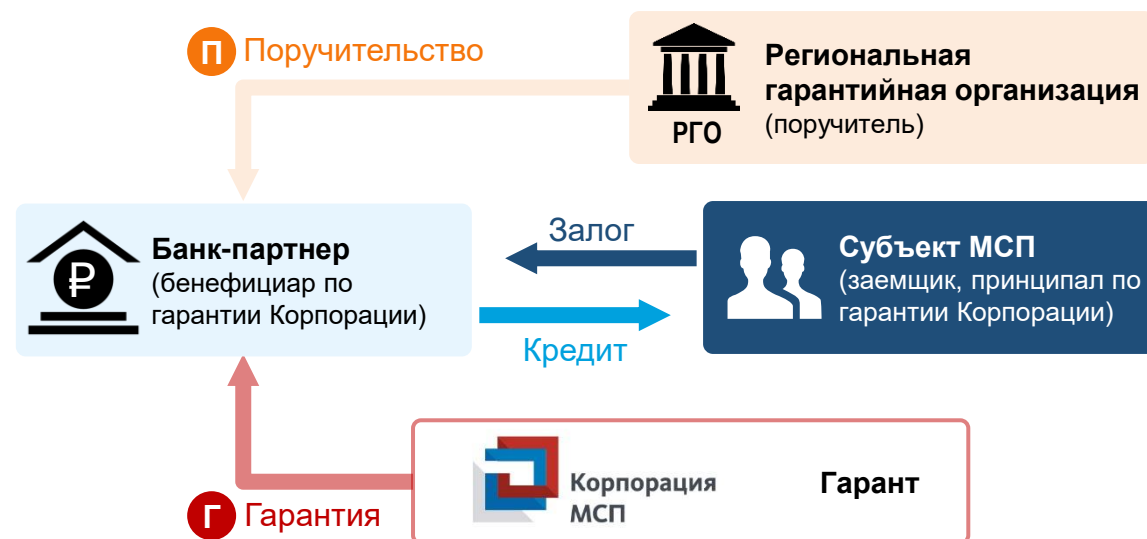 П Поручительство
Региональная
гарантийная организация
(поручитель)
РГО
Банк-партнер
(бенефициар по
гарантии Корпорации)
₽
Залог
Кредит
Субъект МСП
(заемщик, принципал по
гарантии Корпорации)
Корпорация
МСП
Гарант
Г Гарантия